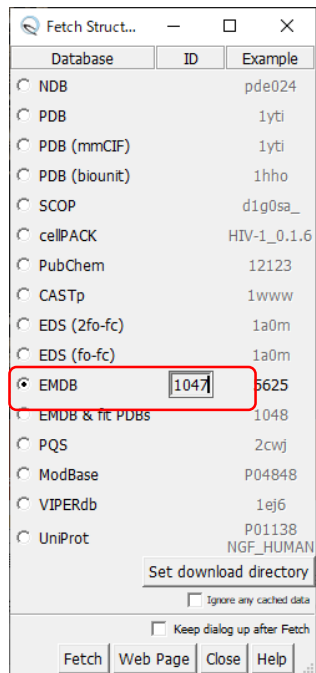 Fetch Struct...
Database ID Example
NDB pde024
PDB 1yti
PDB (mmCIF) 1yti
PDB (biounit) 1hho
SCOP d1g0sa_
cellPACK HIV-1_0.1.6
PubChem 12123
CASTp 1www
EDS (2fo-fc) 1a0m
EDS (fo-fc) 1a0m
EMDB 1047 5625
EMDB & fit PDBs 1048
PQS 2cwj
ModBase P04848
VIPERdb 1ej6
UniProt P01138
NGF_HUMAN
Set download directory
Ignore any cached data
Keep dialog up after Fetch
Fetch Web Page Close Help